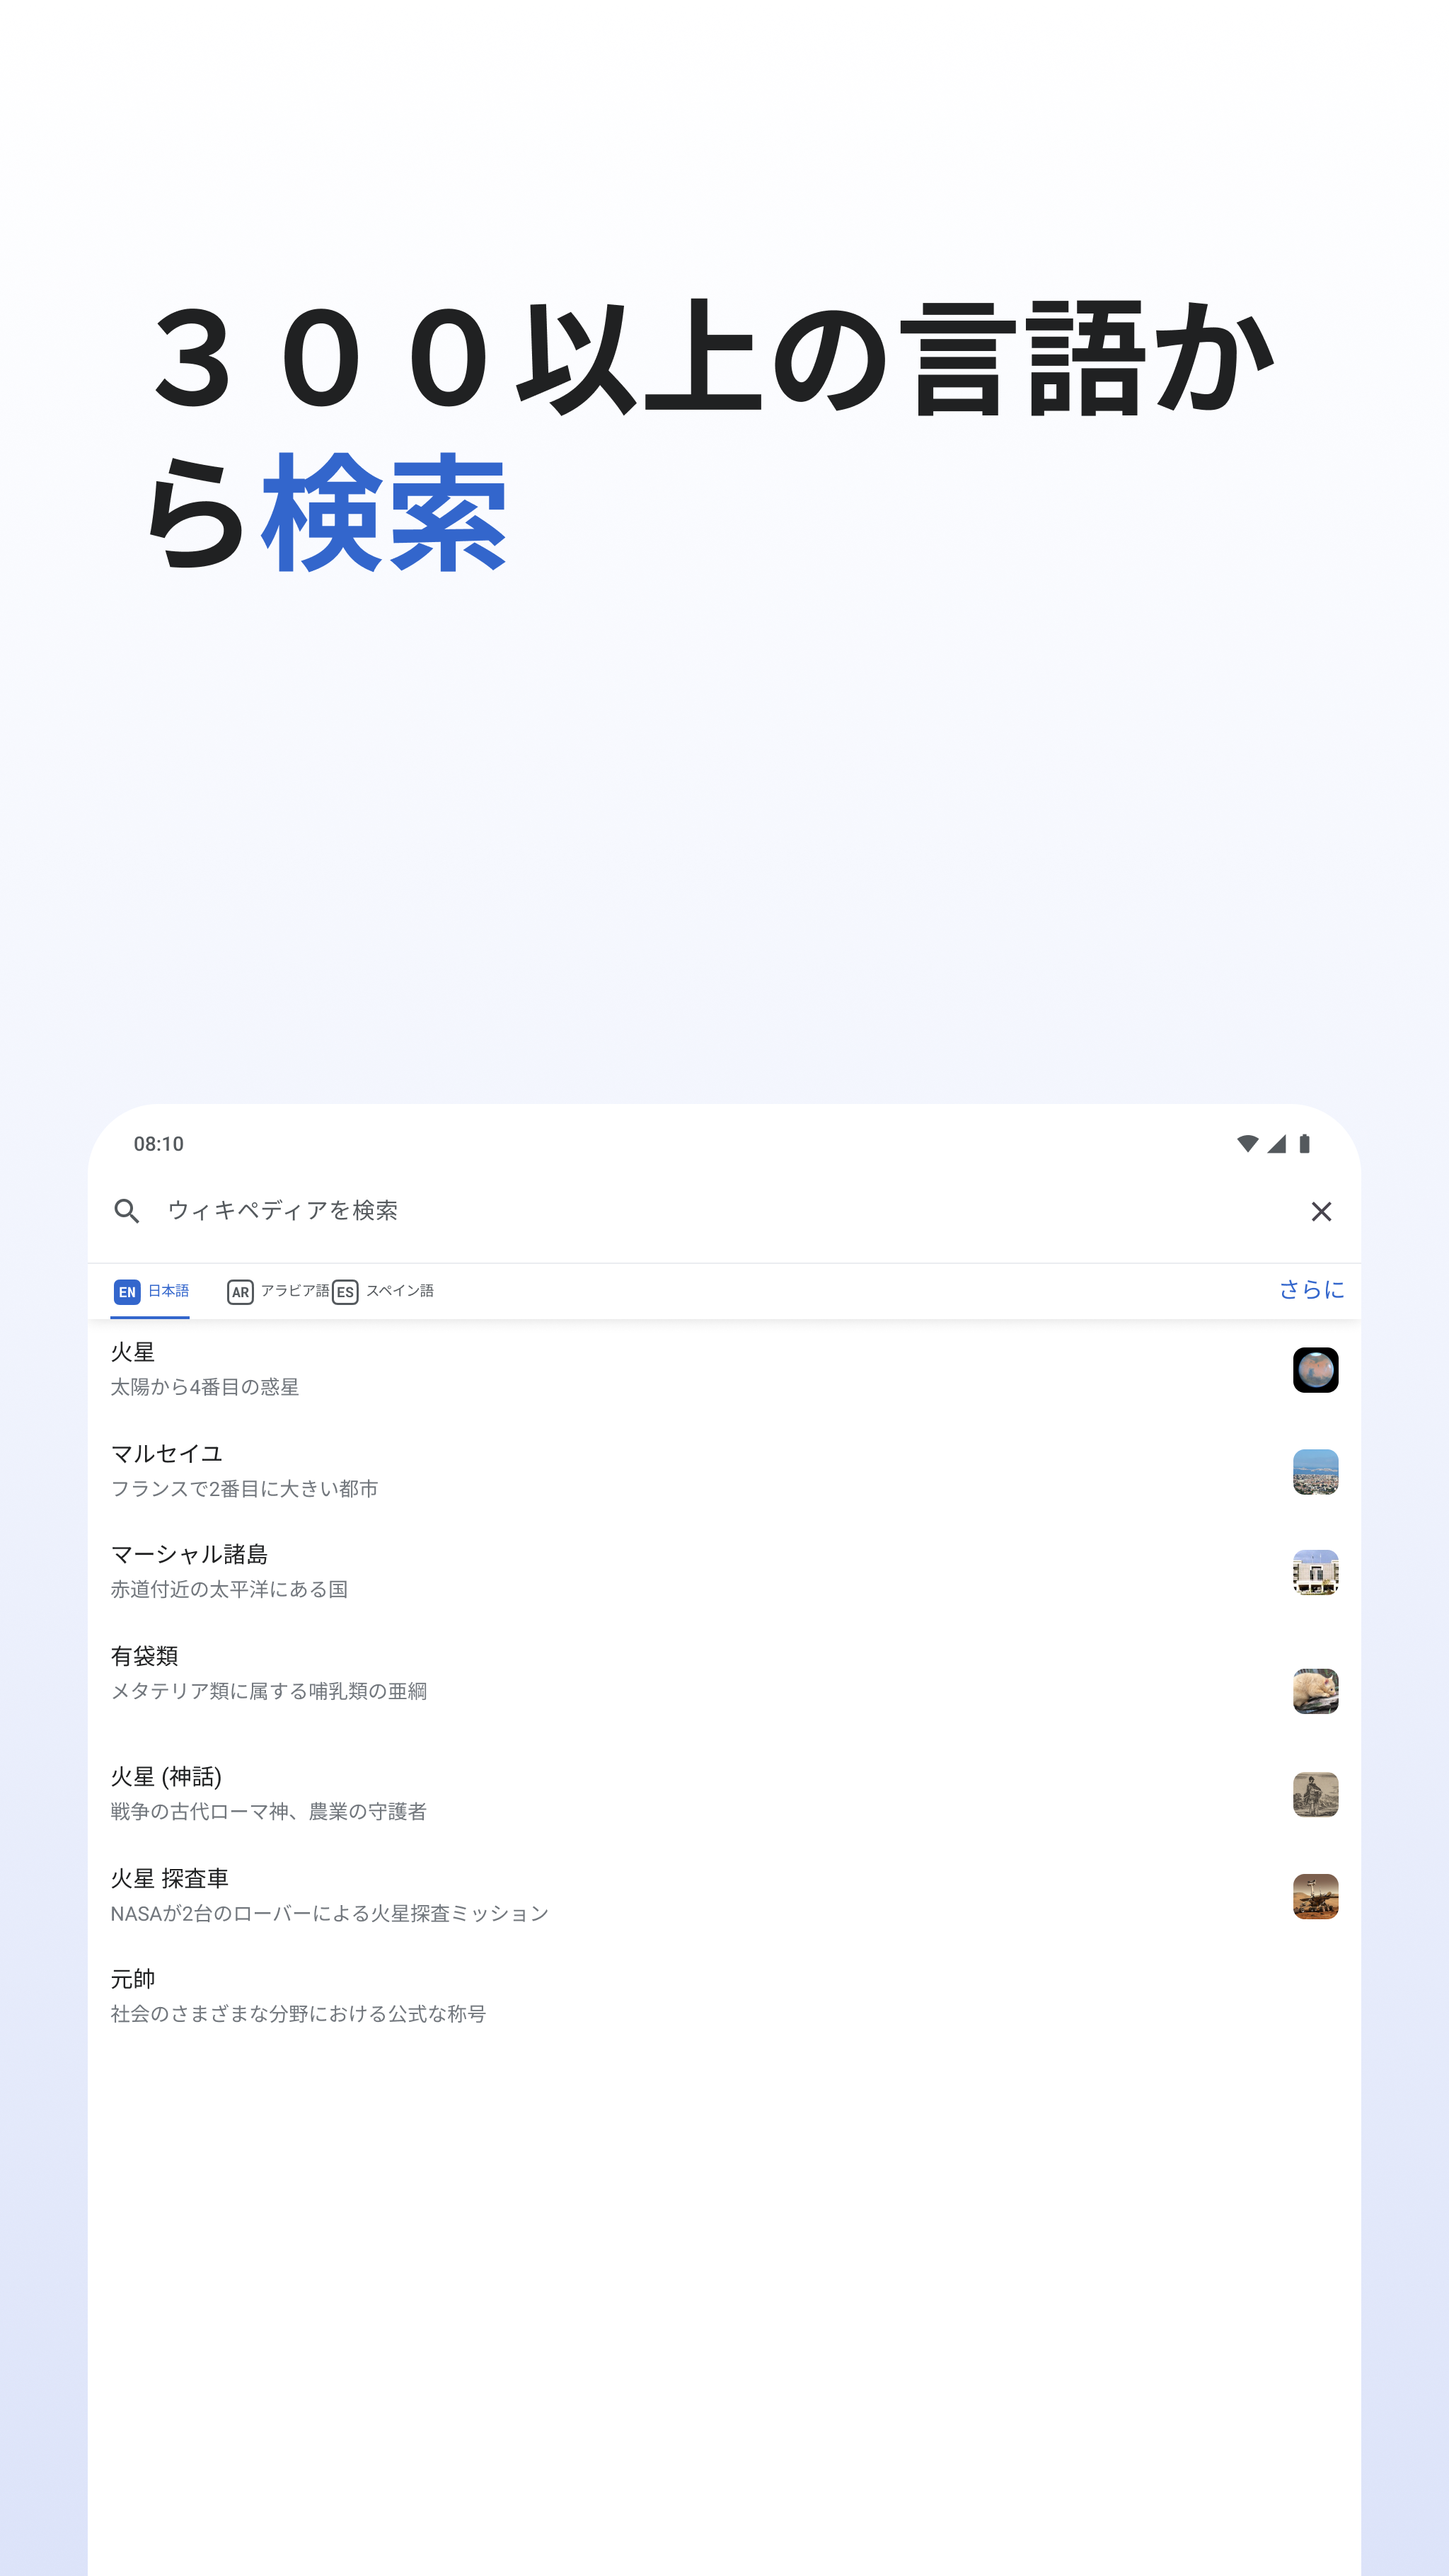 ３００以上の言語か
ら検索
08:10
ウィキペディアを検索
EN 日本語 AR アラビア語 ES スペイン語 さらに
火星
太陽から4番目の惑星
マルセイユ
フランスで2番目に大きい都市
マーシャル諸島
赤道付近の太平洋にある国
有袋類
メタテリア類に属する哺乳類の亜綱
火星 (神話)
戦争の古代ローマ神、農業の守護者
火星 探査車
NASAが2台のローバーによる火星探査ミッション
元帥
社会のさまざまな分野における公式な称号